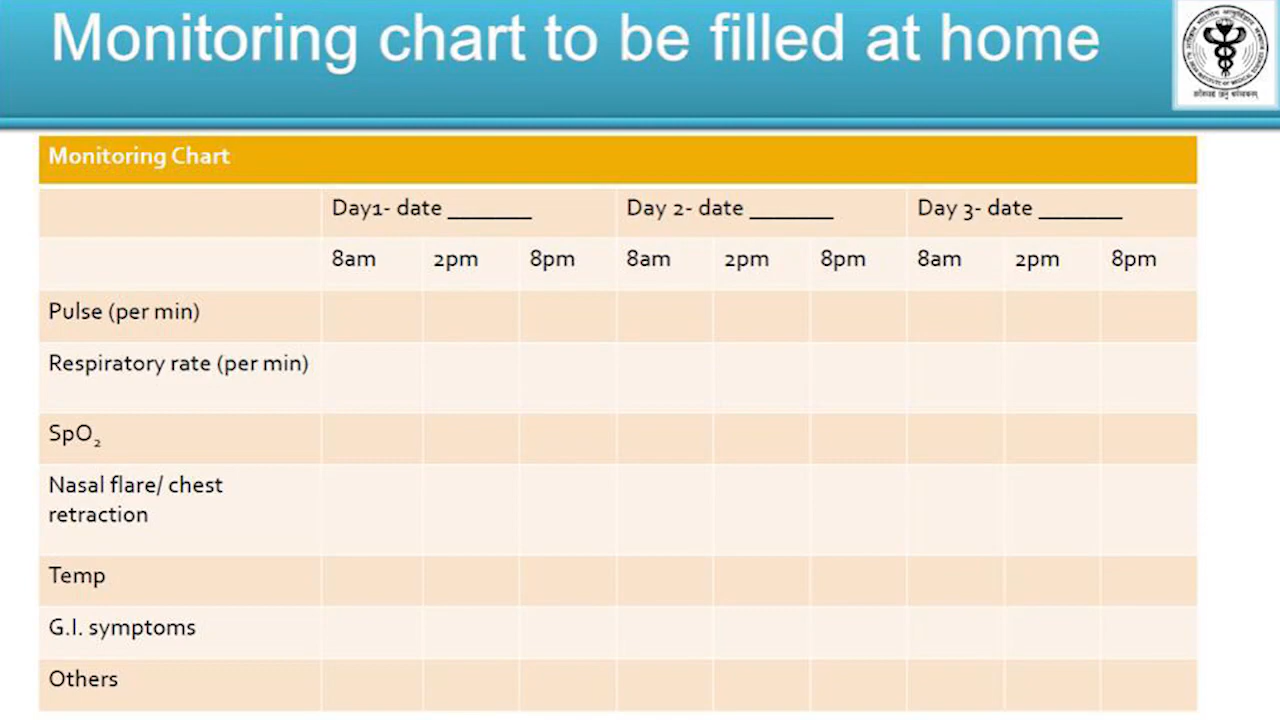 Monitoring chart to be filled at home
Monitoring Chart
Day1- date _______ Day 2- date _______ Day 3- date _______
8am 2pm 8pm 8am 2pm 8pm 8am 2pm 8pm
Pulse (per min)
Respiratory rate (per min)
SpO₂
Nasal flare/ chest
retraction
Temp
G.I. symptoms
Others